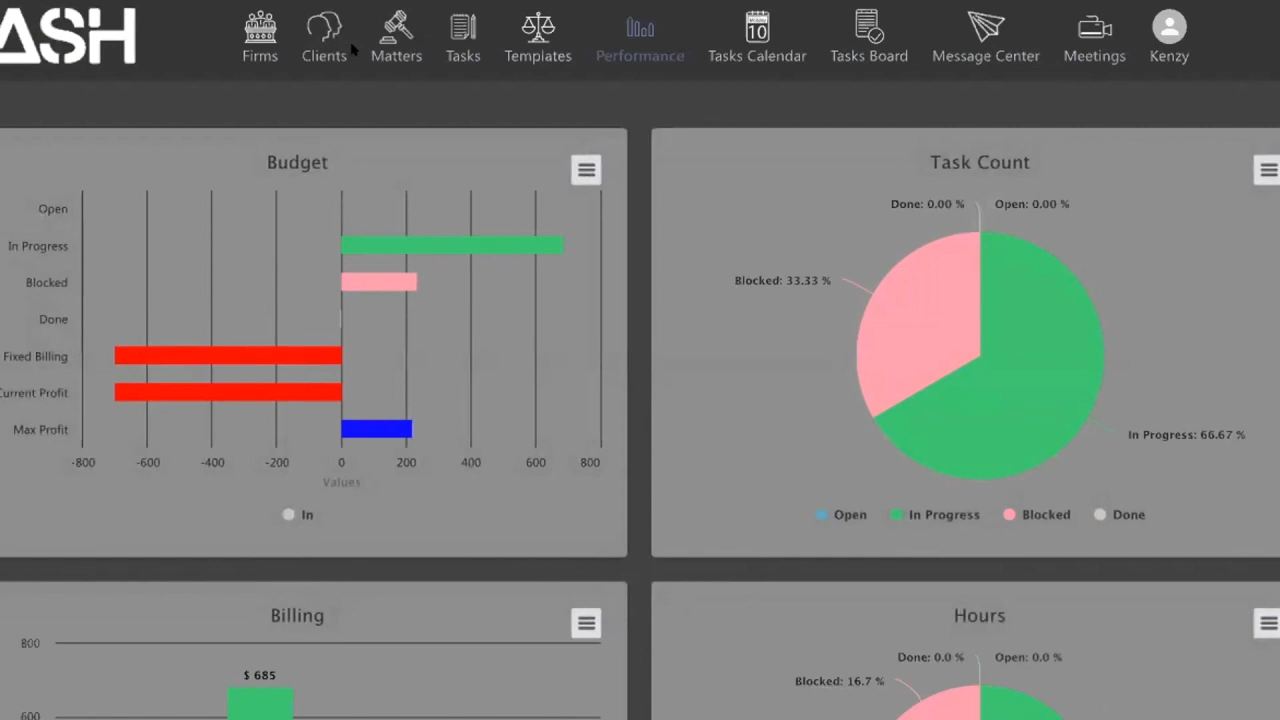 ASH
Firms Clients Matters Tasks Templates Performance Tasks Calendar Tasks Board Message Center Meetings Kenzy
10
Budget
Open
In Progress
Blocked
Done
Fixed Billing
Current Profit
Max Profit
-800 -600 -400 -200 0 200 400 600 800
Values
In
Task Count
Done: 0.00 % Open: 0.00 %
Blocked: 33.33 %
In Progress: 66.67 %
Open In Progress Blocked Done
Billing
800
$ 685
600
Hours
Done: 0.0 % Open: 0.0 %
Blocked: 16.7 %